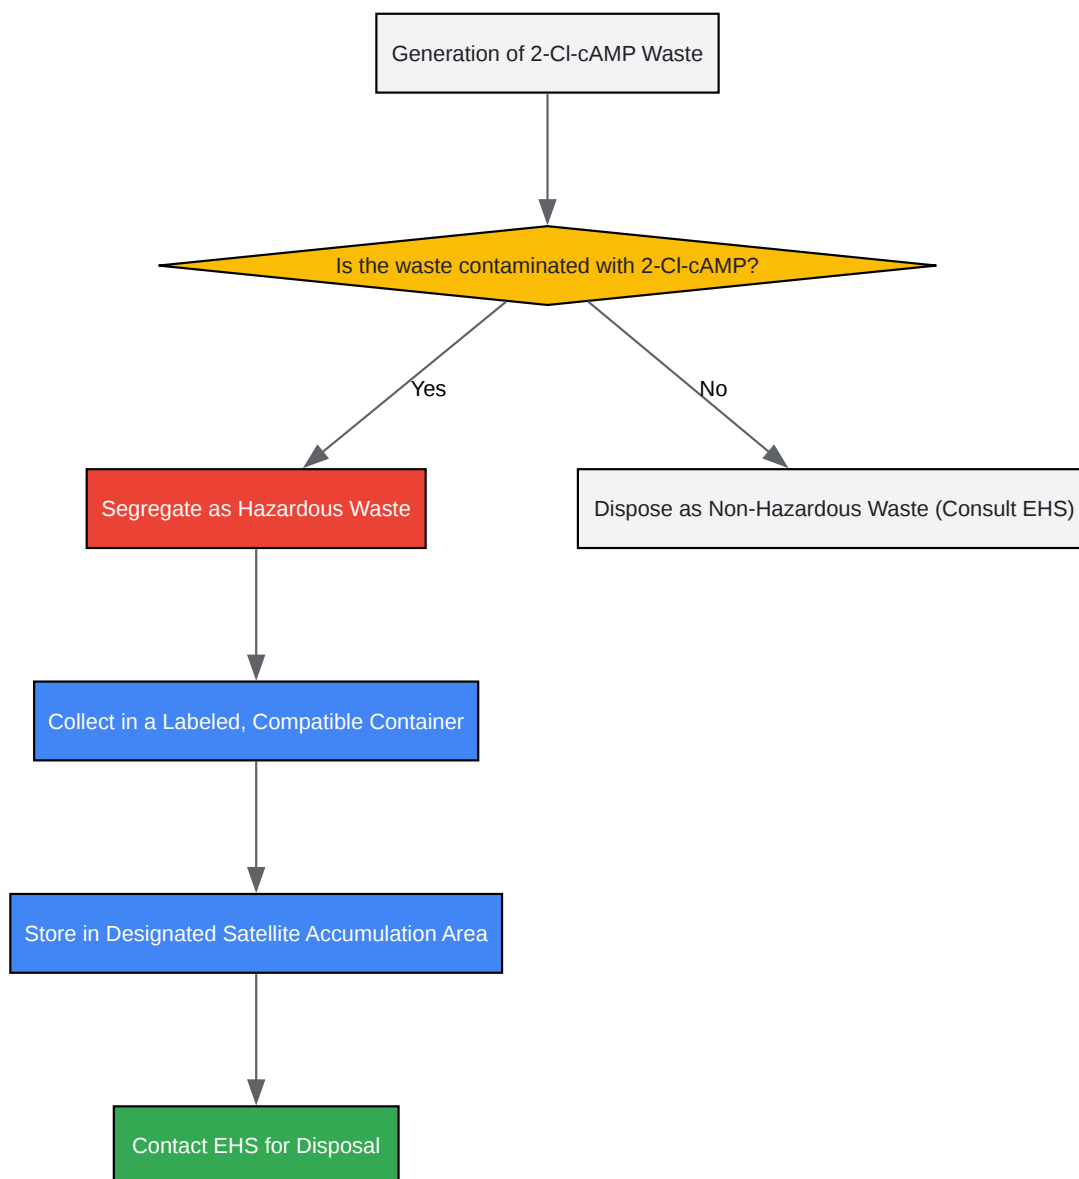 Generation of 2-Cl-cAMP Waste
Is the waste contaminated with 2-Cl-cAMP?
Yes
No
Segregate as Hazardous Waste
Dispose as Non-Hazardous Waste (Consult EHS)
Collect in a Labeled, Compatible Container
Store in Designated Satellite Accumulation Area
Contact EHS for Disposal